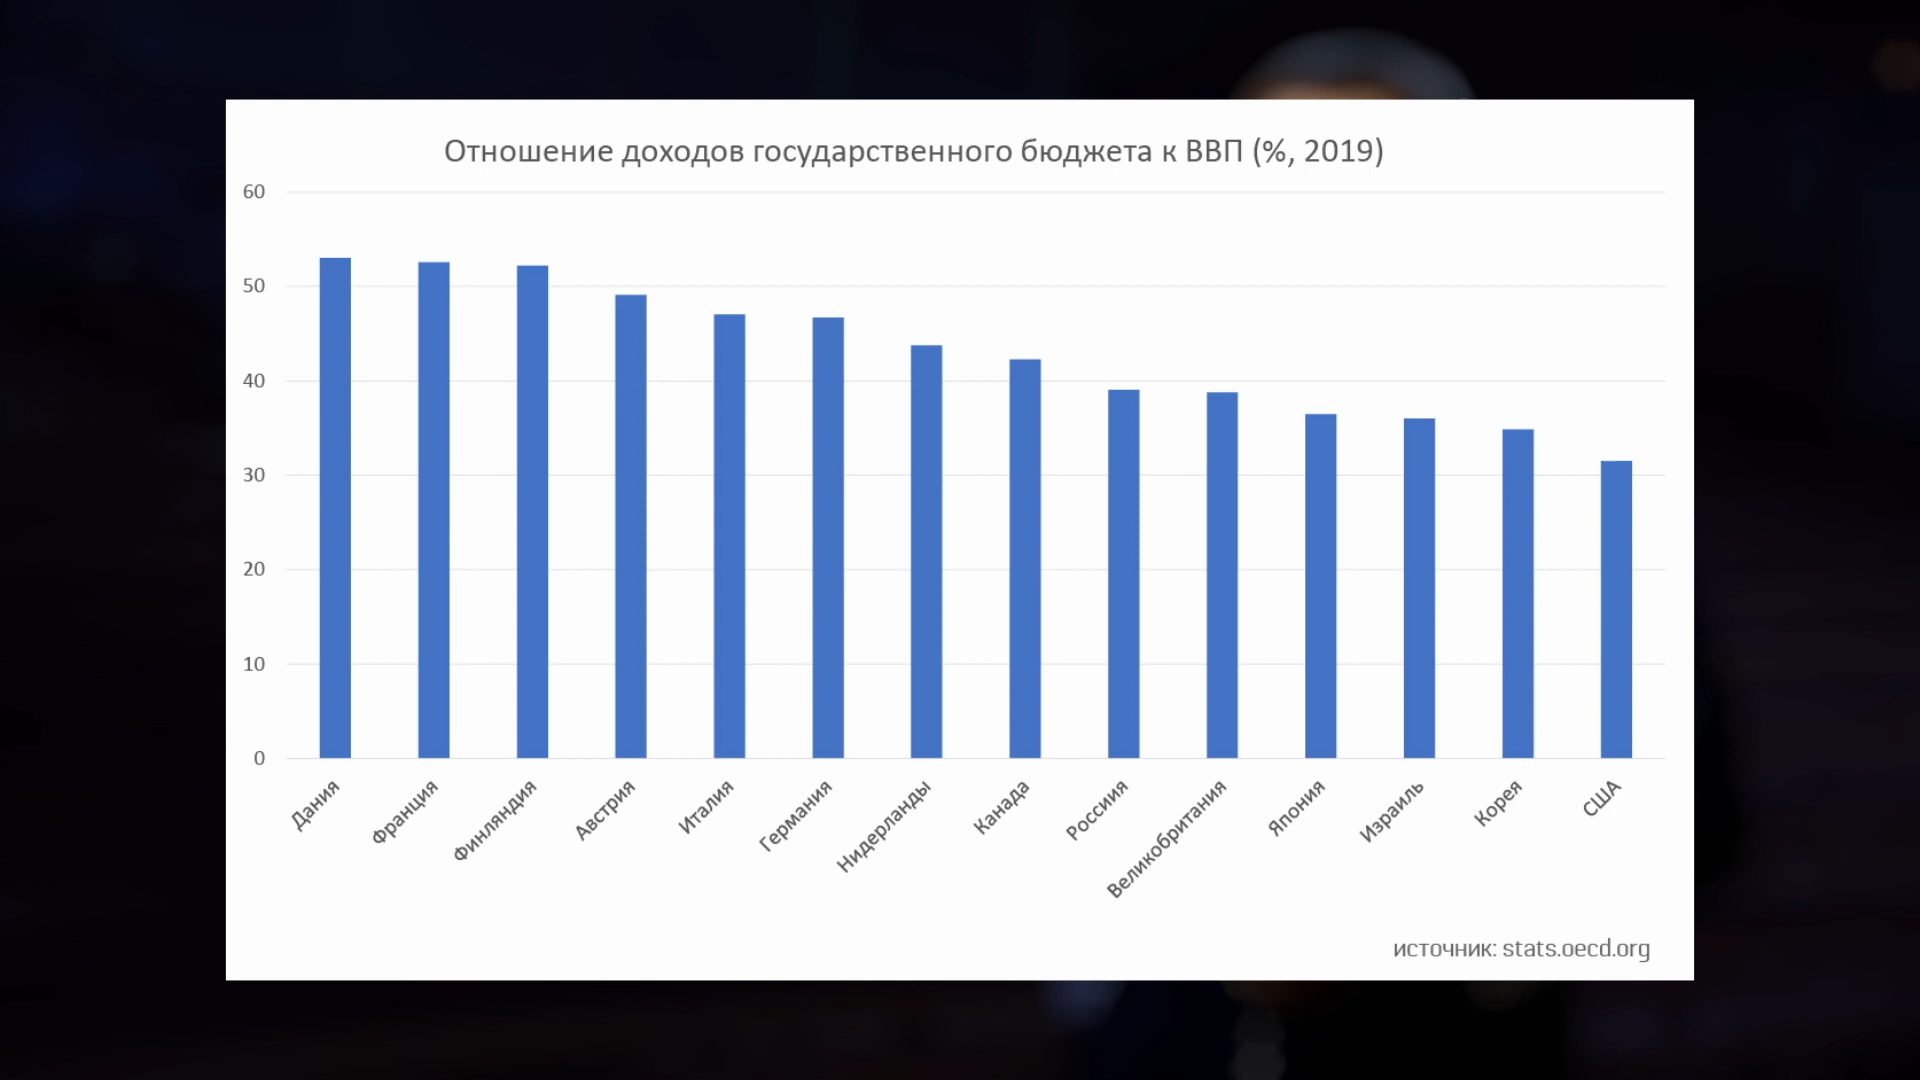 Отношение доходов государственного бюджета к ВВП (%, 2019)
60
50
40
30
20
10
0
Дания
Франция
Финляндия
Австрия
Италия
Германия
Нидерланды
Канада
Россиия
Великобритания
Япония
Израиль
Корея
США
источник: stats.oecd.org